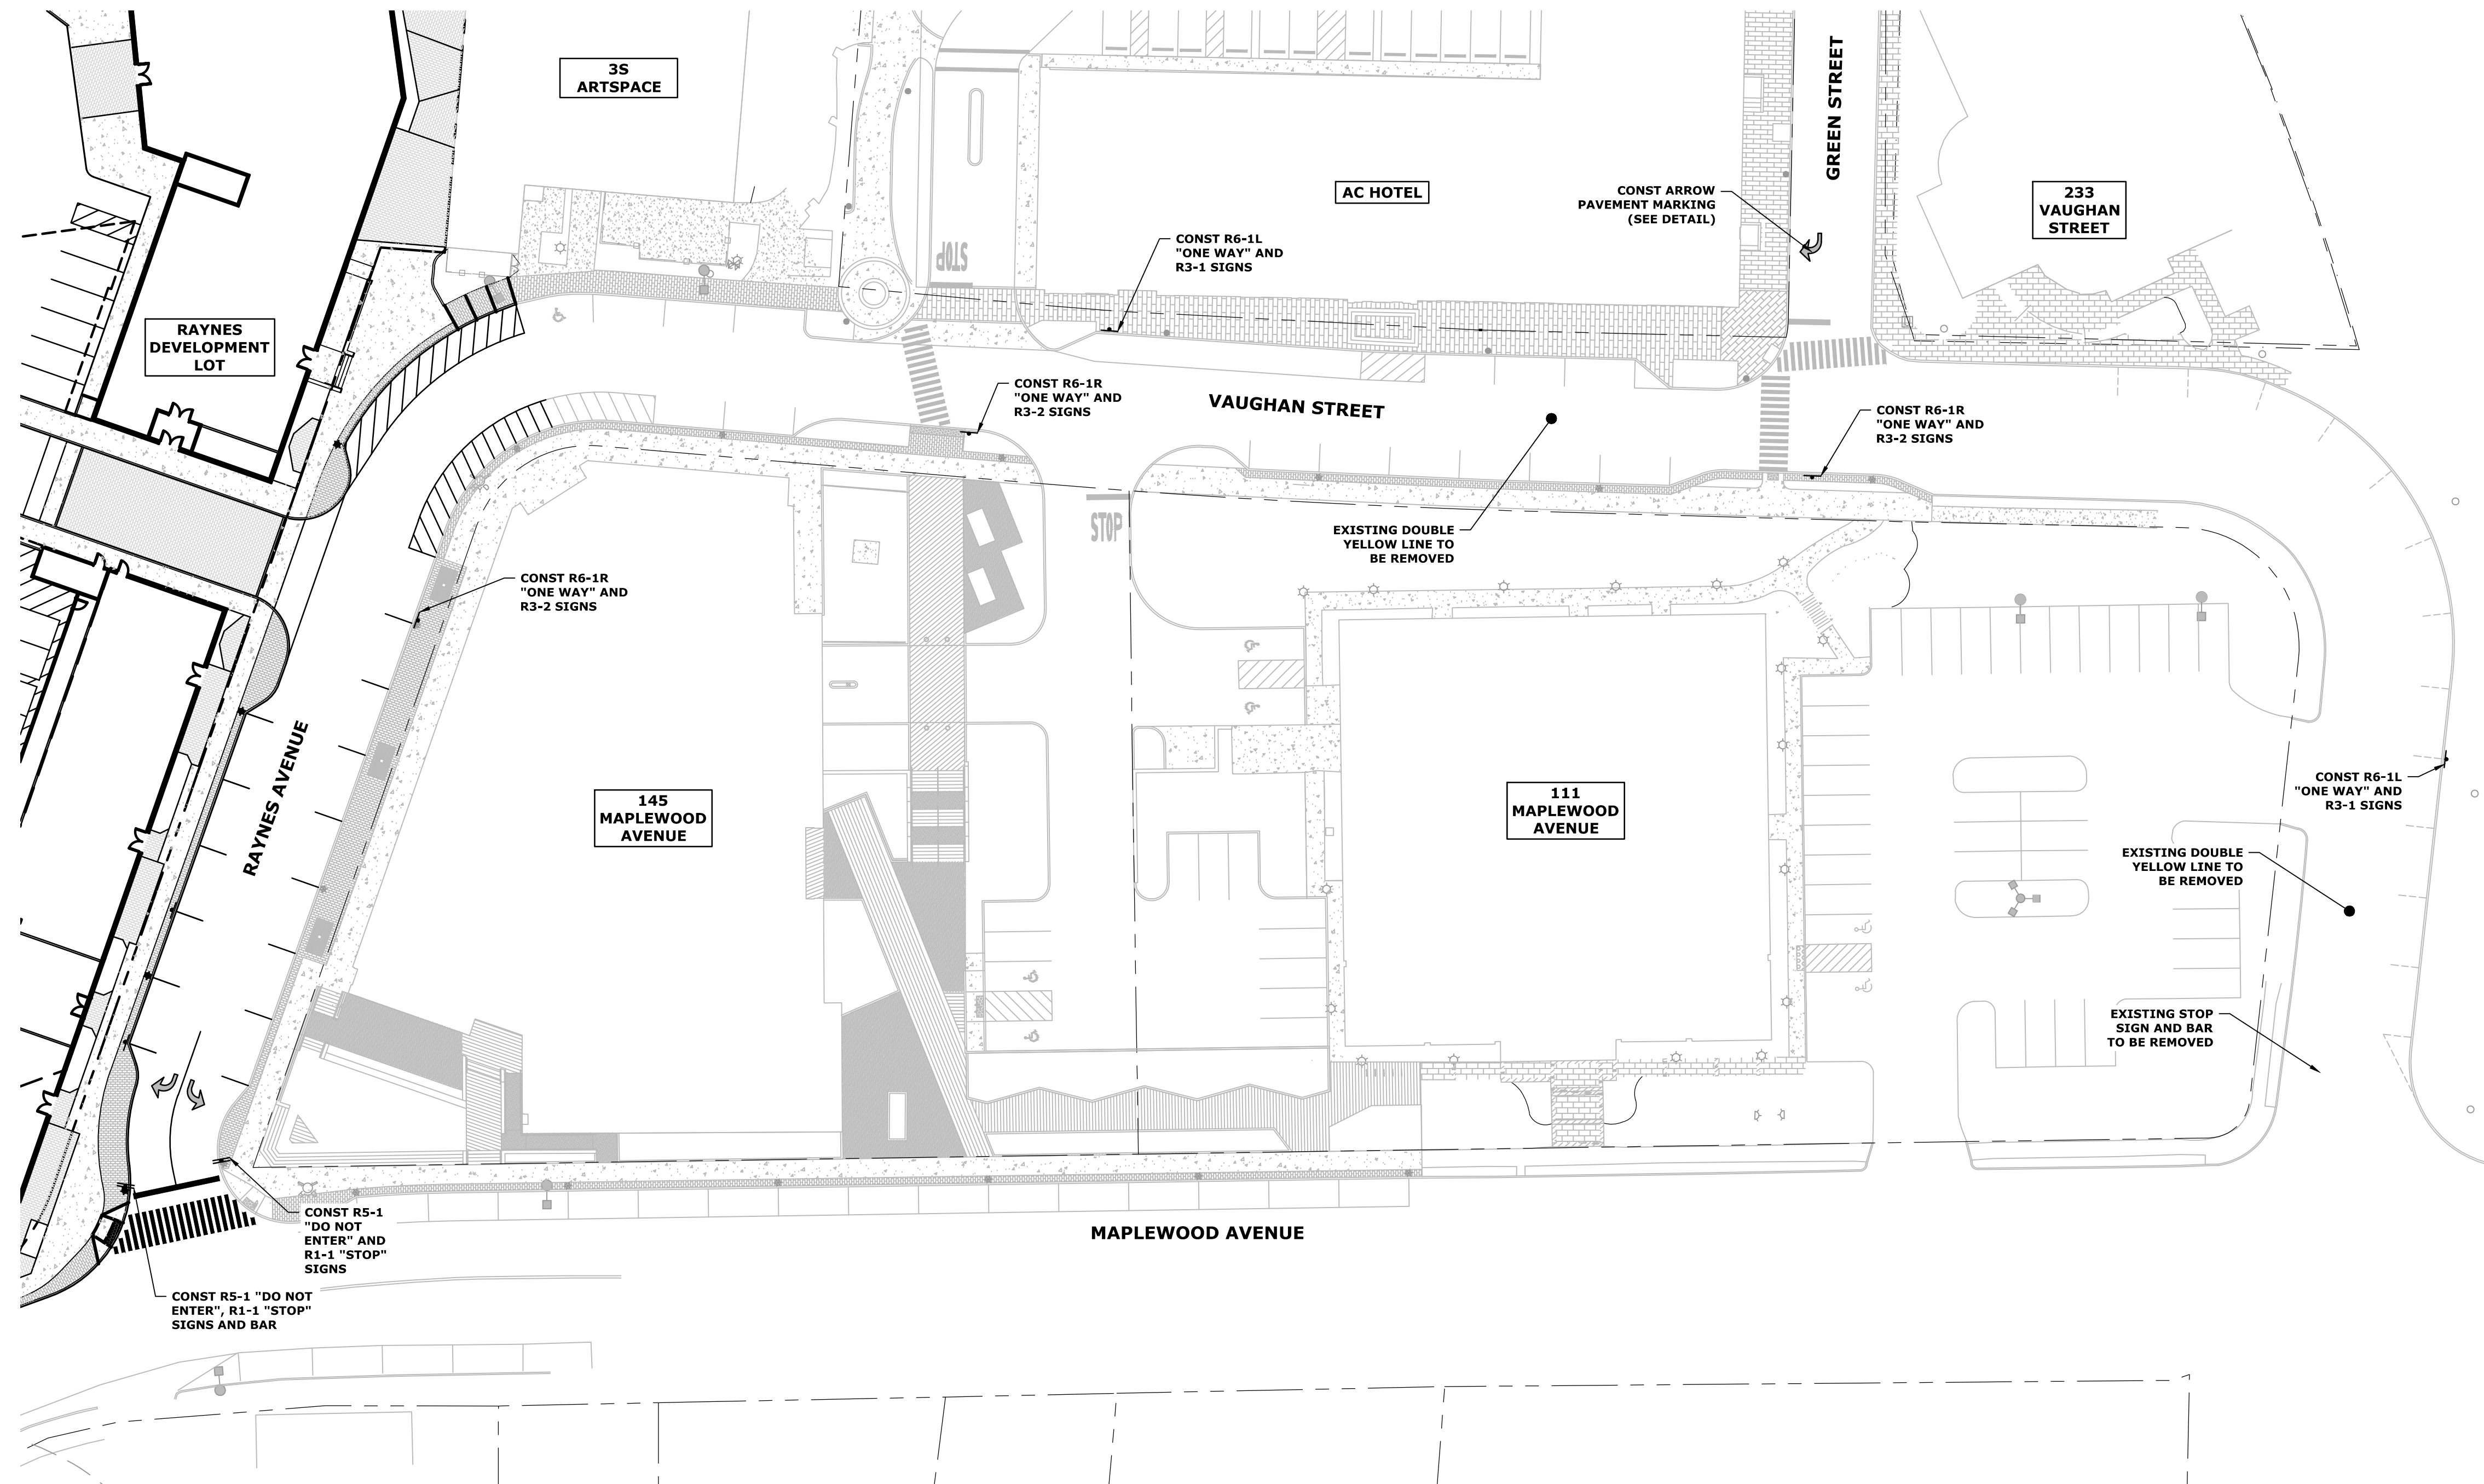 3S
ARTSPACE
GREEN STREET
AC HOTEL
CONST ARROW
PAVEMENT MARKING
(SEE DETAIL)
233
VAUGHAN
STREET
CONST R6-1L
"ONE WAY" AND
R3-1 SIGNS
STOP
RAYNES
DEVELOPMENT
LOT
CONST R6-1R
"ONE WAY" AND
R3-2 SIGNS
VAUGHAN STREET
CONST R6-1R
"ONE WAY" AND
R3-2 SIGNS
STOP
EXISTING DOUBLE
YELLOW LINE TO
BE REMOVED
CONST R6-1R
"ONE WAY" AND
R3-2 SIGNS
RAYNES AVENUE
145
MAPLEWOOD
AVENUE
111
MAPLEWOOD
AVENUE
CONST R6-1L
"ONE WAY" AND
R3-1 SIGNS
EXISTING DOUBLE
YELLOW LINE TO
BE REMOVED
EXISTING STOP
SIGN AND BAR
TO BE REMOVED
CONST R5-1
"DO NOT
ENTER" AND
R1-1 "STOP"
SIGNS
MAPLEWOOD AVENUE
CONST R5-1 "DO NOT
ENTER", R1-1 "STOP"
SIGNS AND BAR